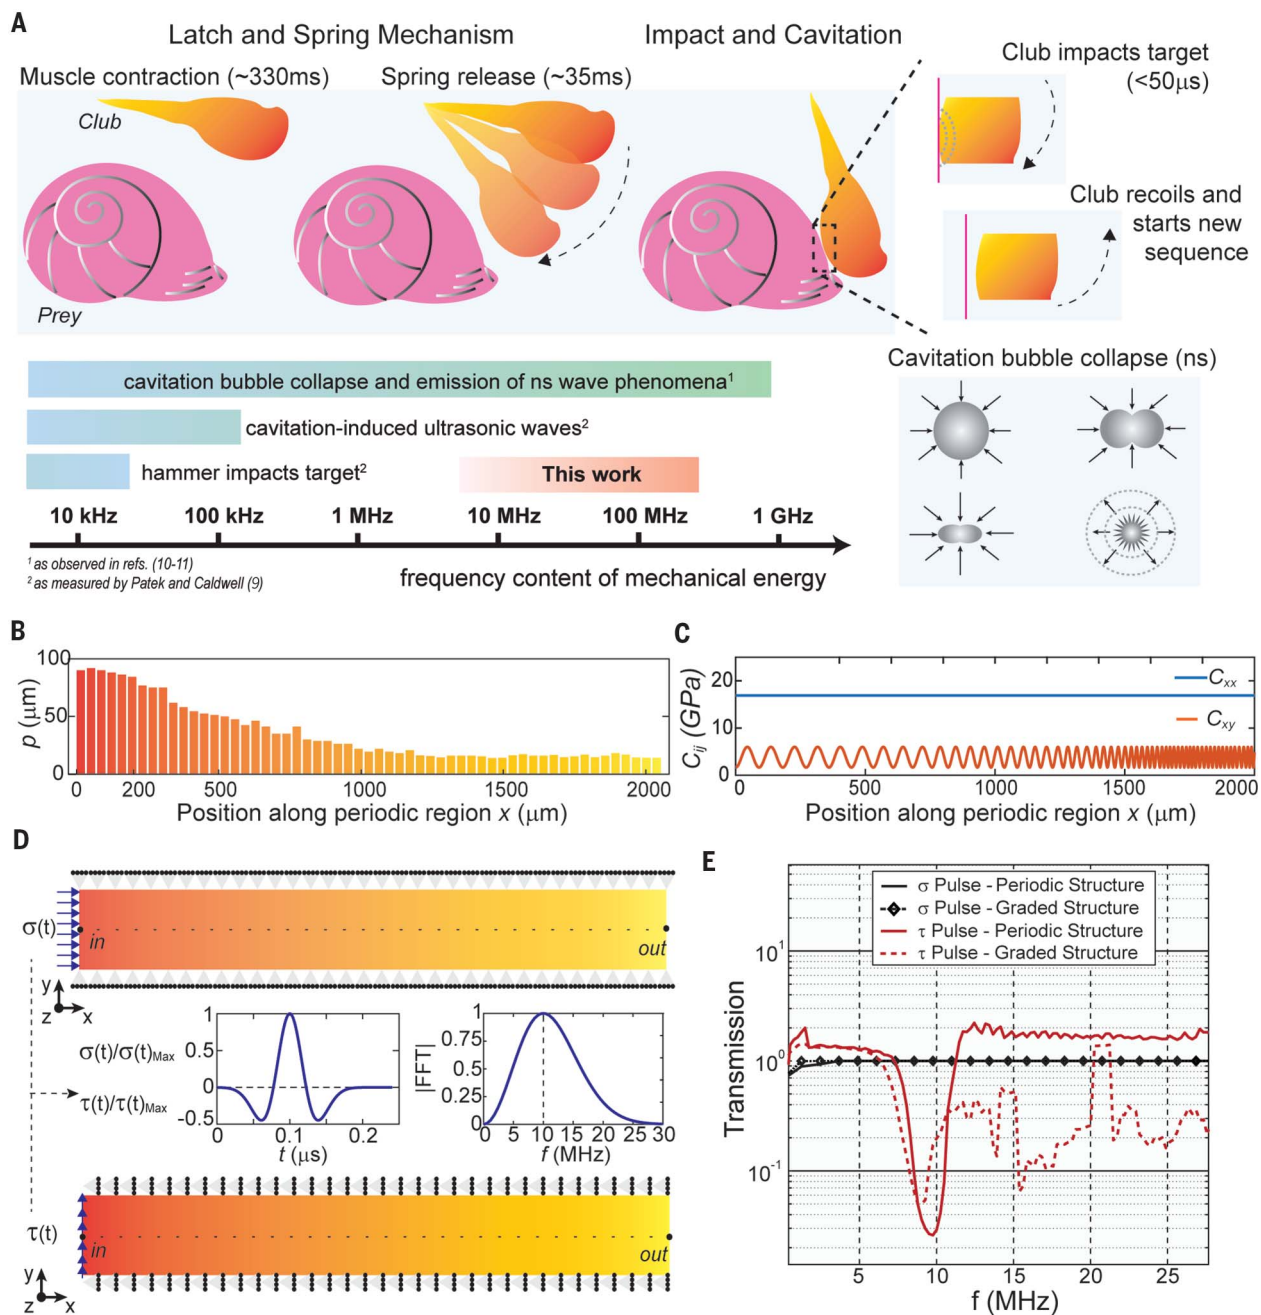 A
Latch and Spring Mechanism
Impact and Cavitation
Muscle contraction (~330ms)
Spring release (~35ms)
Club impacts target
(<50μs)
Club
Club recoils and
starts new
sequence
Prey
Cavitation bubble collapse (ns)
cavitation bubble collapse and emission of ns wave phenomena¹
cavitation-induced ultrasonic waves²
hammer impacts target²
This work
10 kHz
100 kHz
1 MHz
10 MHz
100 MHz
1 GHz
¹ as observed in refs. (10-11)
² as measured by Patek and Caldwell (9)
frequency content of mechanical energy
B
100
50
0
p (μm)
0
200
500
1000
1500
2000
Position along periodic region x (μm)
C
20
10
0
Cij (GPa)
Cxx
Cxy
0
500
1000
1500
2000
Position along periodic region x (μm)
D
σ(t)
in
out
y
z
x
σ(t)/σ(t)Max
τ(t)/τ(t)Max
1
0.5
0
-0.5
0
0.1
0.2
t (μs)
|FFT|
1
0.75
0.5
0.25
0
0
5
10
15
20
25
30
f (MHz)
τ(t)
in
out
y
z
x
E
σ Pulse - Periodic Structure
σ Pulse - Graded Structure
τ Pulse - Periodic Structure
τ Pulse - Graded Structure
Transmission
10¹
10⁰
10⁻¹
5
10
15
20
25
f (MHz)